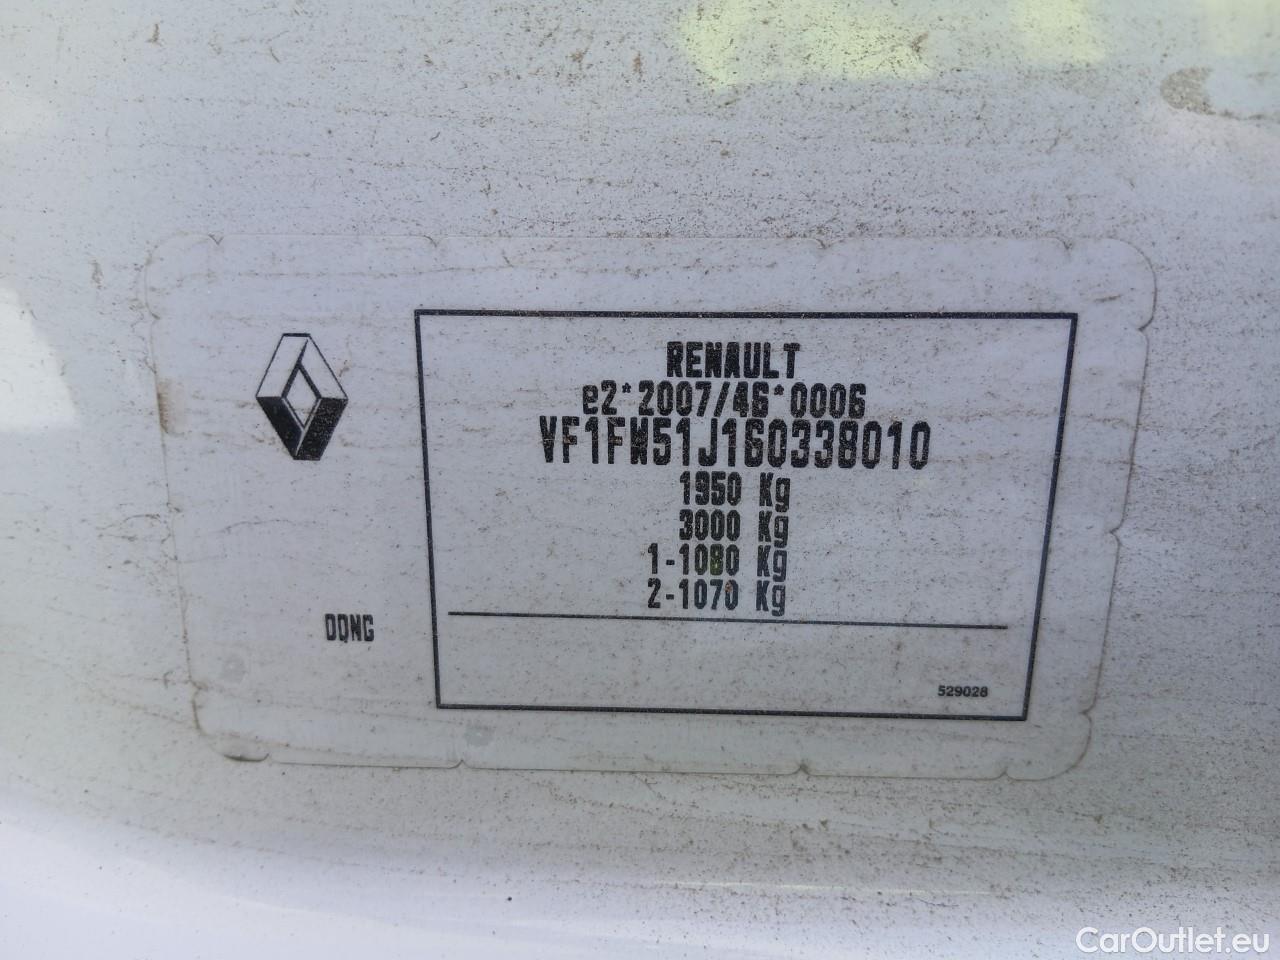 RENAULT
e2*2007/46*0006
VF1FW51J160338010
1950 Kg
3000 Kg
1-1080 Kg
2-1070 Kg
DQNG
529028
CarOutlet.eu